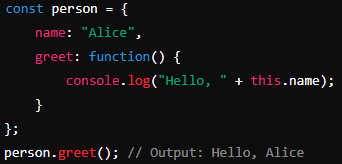 const person = {
    name: "Alice",
    greet: function() {
        console.log("Hello, " + this.name);
    }
};
person.greet(); // Output: Hello, Alice